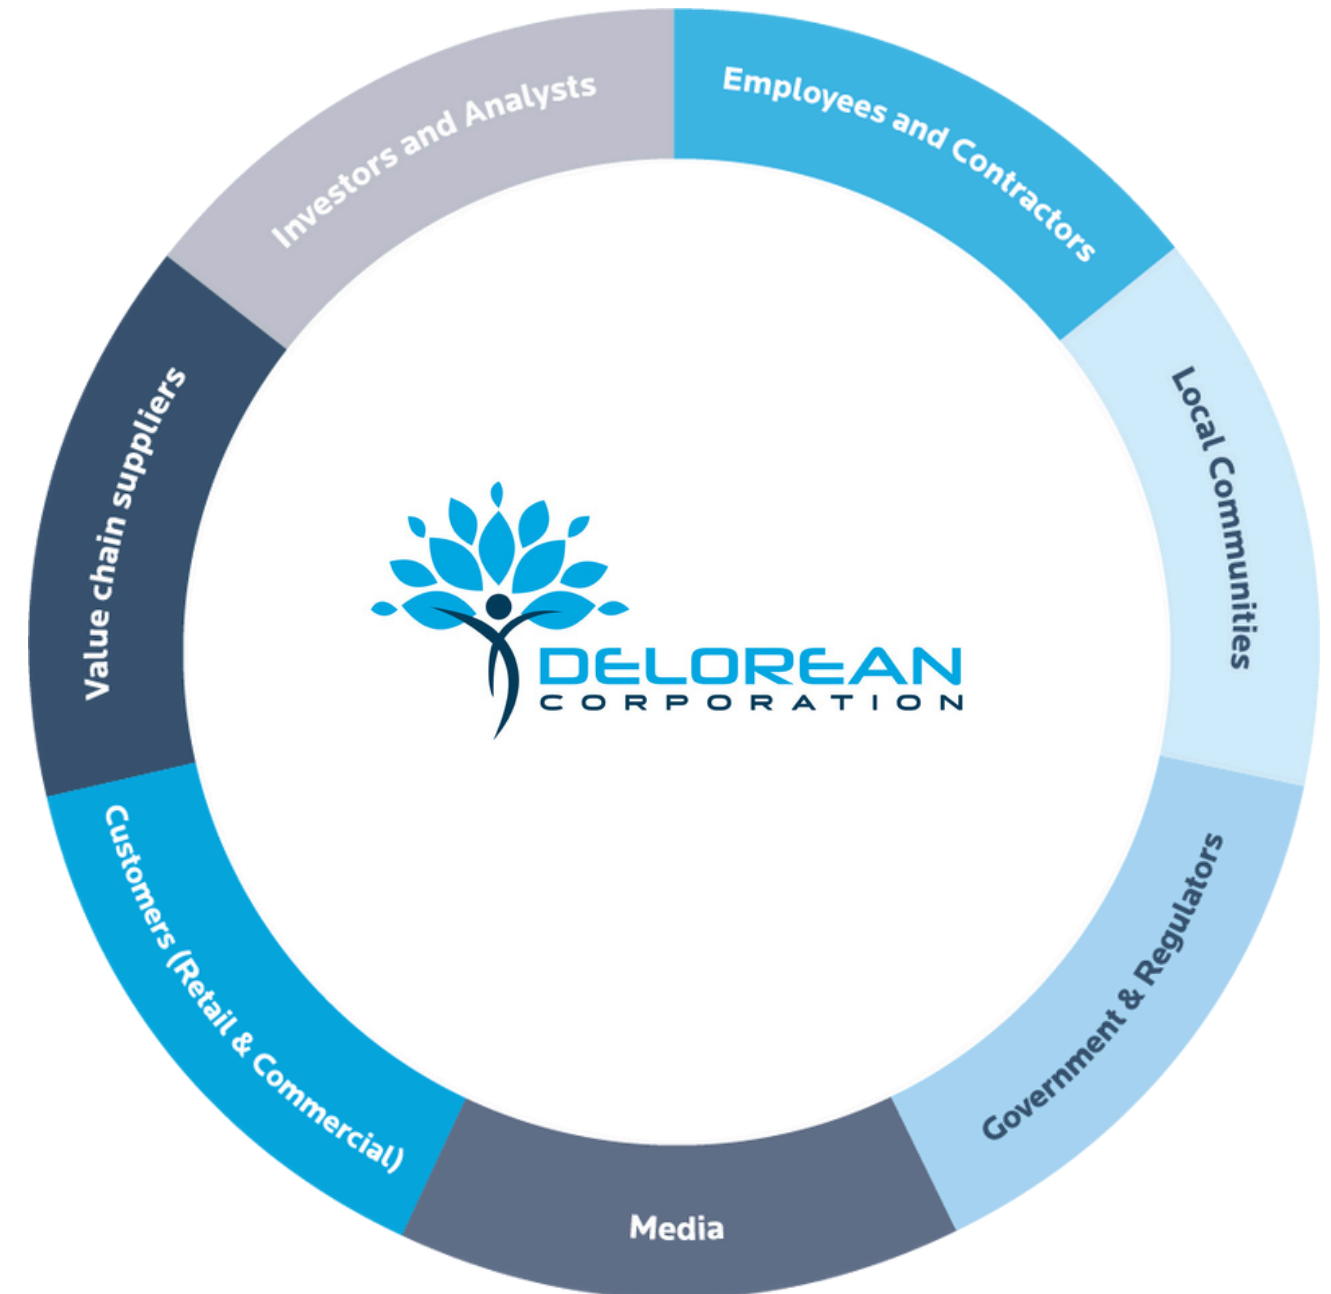 Employees and Contractors
Local Communities
Government & Regulators
Media
Customers (Retail & Commercial)
Value chain suppliers
Investors and Analysts
DELOREAN
CORPORATION